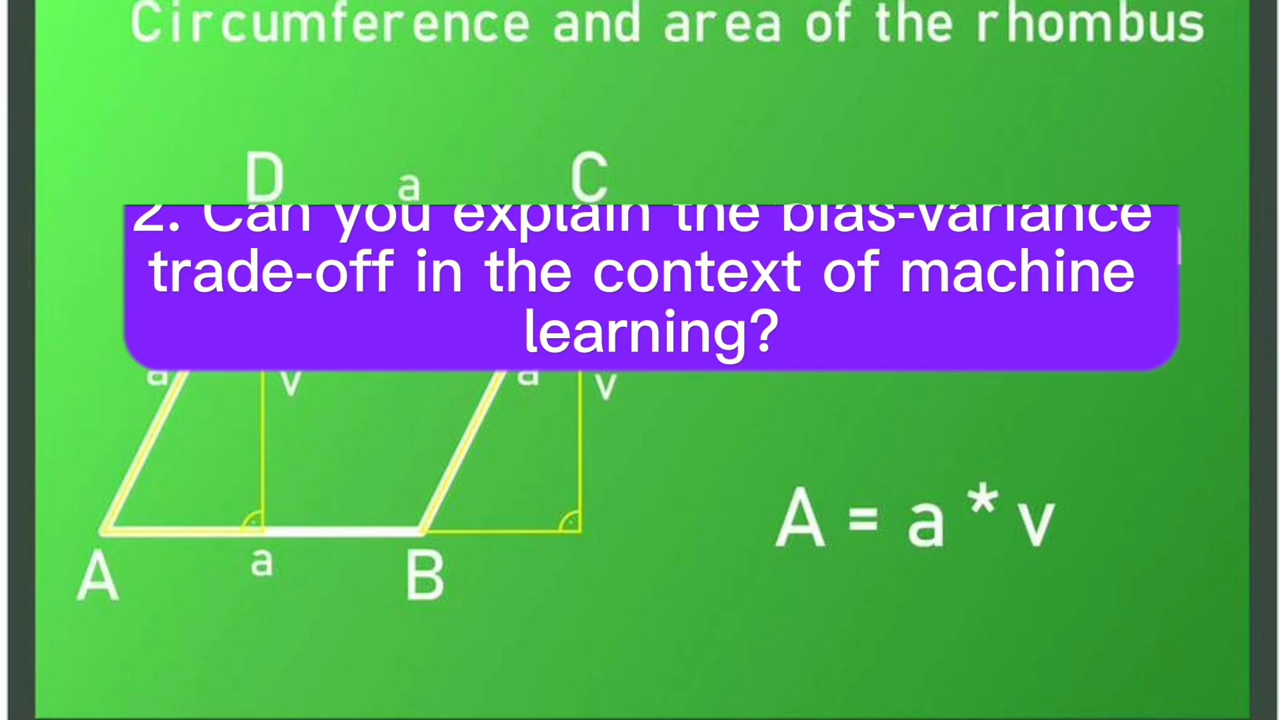 Circumference and area of the rhombus
D a C
2. Can you explain the bias-variance
trade-off in the context of machine
learning?
a v a v
A = a * v
A a B